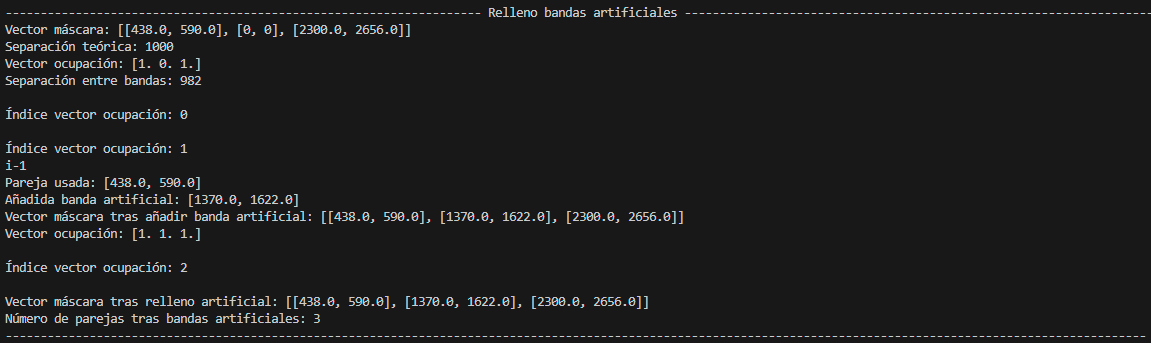 Relleno bandas artificiales
Vector máscara: [[438.0, 590.0], [0, 0], [2300.0, 2656.0]]
Separación teórica: 1000
Vector ocupación: [1. 0. 1.]
Separación entre bandas: 982
Índice vector ocupación: 0
Índice vector ocupación: 1
i-1
Pareja usada: [438.0, 590.0]
Añadida banda artificial: [1370.0, 1622.0]
Vector máscara tras añadir banda artificial: [[438.0, 590.0], [1370.0, 1622.0], [2300.0, 2656.0]]
Vector ocupación: [1. 1. 1.]
Índice vector ocupación: 2
Vector máscara tras relleno artificial: [[438.0, 590.0], [1370.0, 1622.0], [2300.0, 2656.0]]
Número de parejas tras bandas artificiales: 3